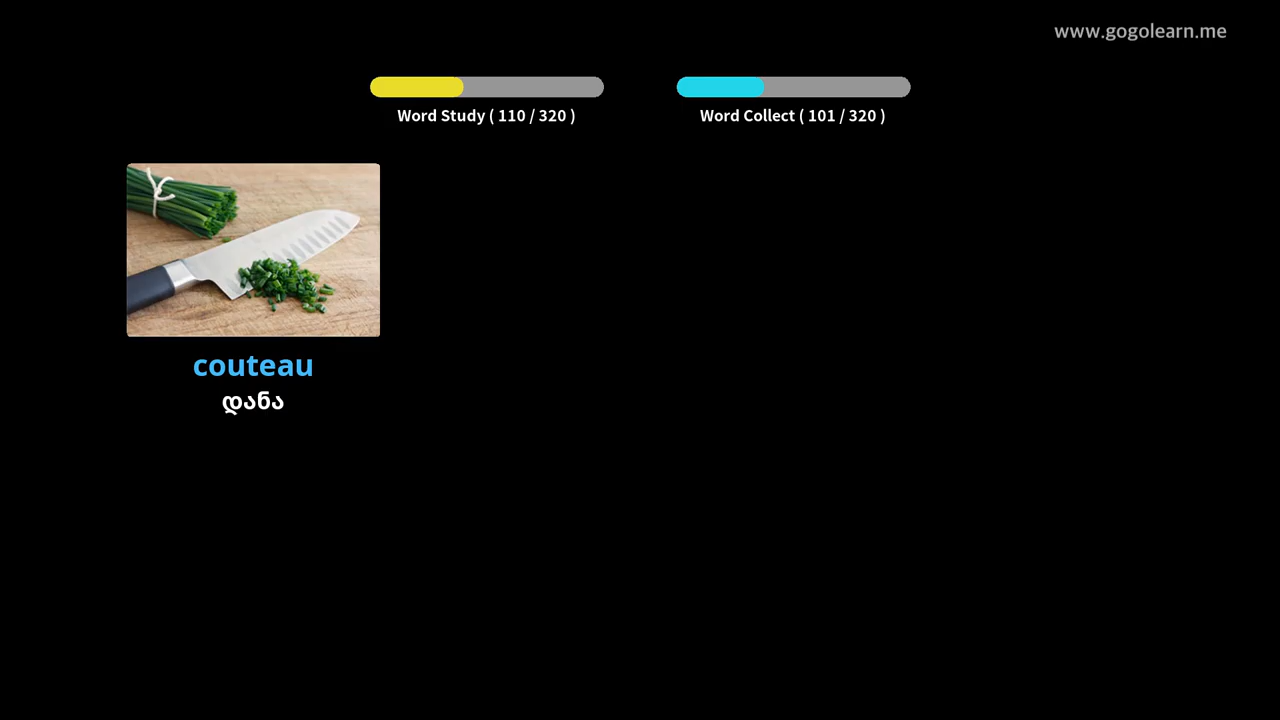 www.gogolearn.me
Word Study ( 110 / 320 )
Word Collect ( 101 / 320 )
couteau
დანა